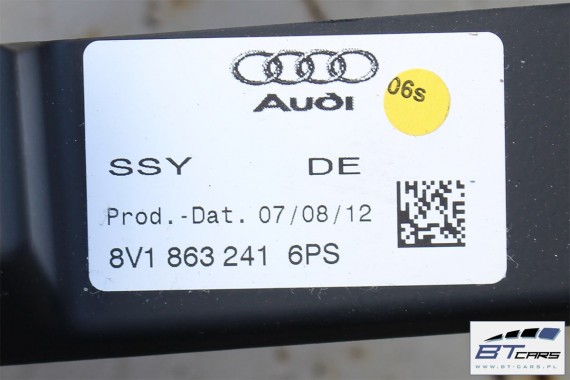 Audi
06s
SSY DE
Prod.-Dat. 07/08/12
8V1 863 241 6PS
BTCARS
WWW.BT-CARS.PL